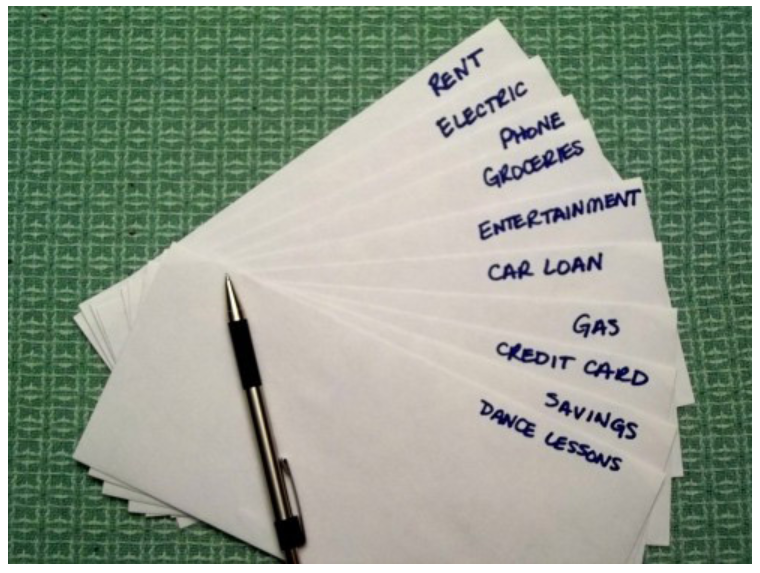 RENT
ELECTRIC
PHONE
GROCERIES
ENTERTAINMENT
CAR LOAN
GAS
CREDIT CARD
SAVINGS
DANCE LESSONS